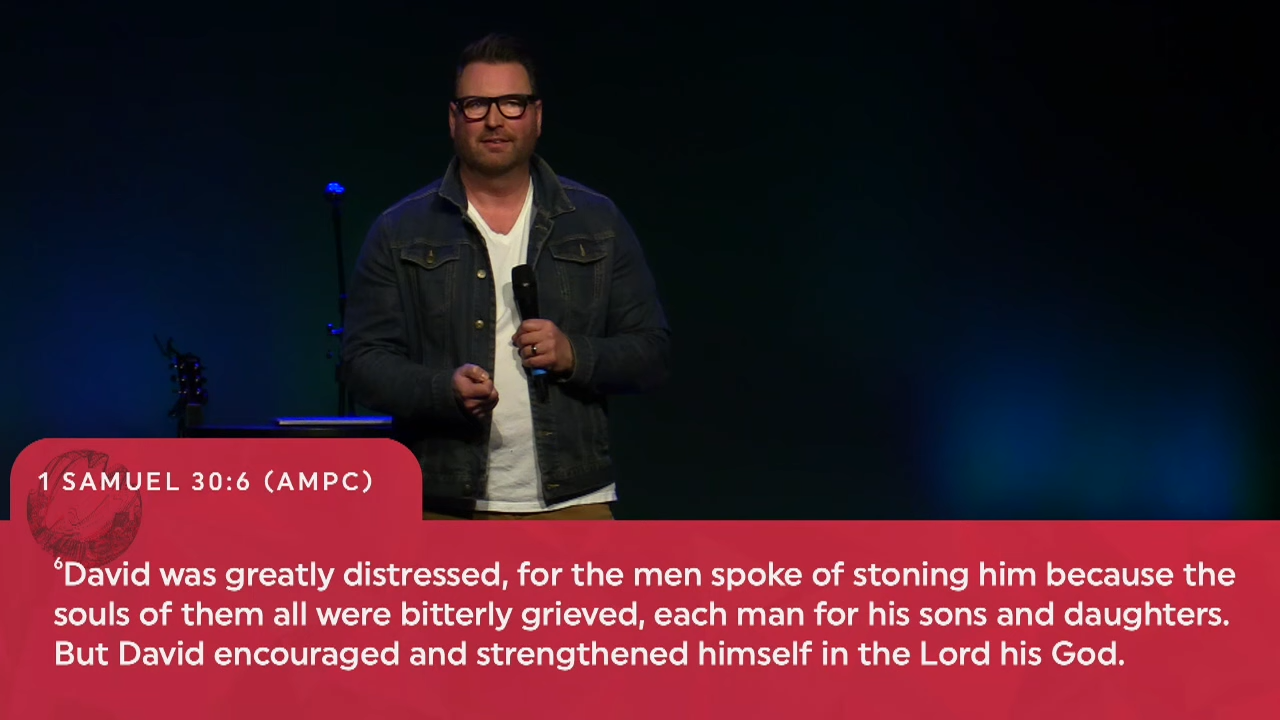 1 SAMUEL 30:6 (AMPC)
⁶David was greatly distressed, for the men spoke of stoning him because the
souls of them all were bitterly grieved, each man for his sons and daughters.
But David encouraged and strengthened himself in the Lord his God.